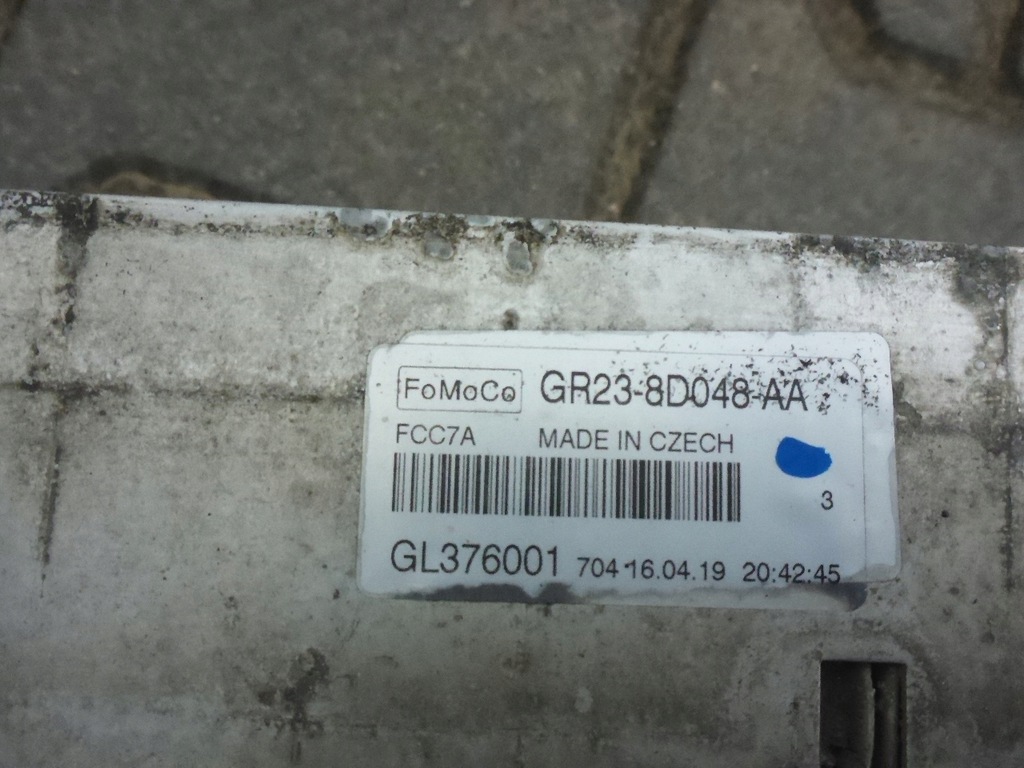 FoMoCo GR23-8D048-AA
FCC7A MADE IN CZECH
3
GL376001 704 16.04.19 20:42:45